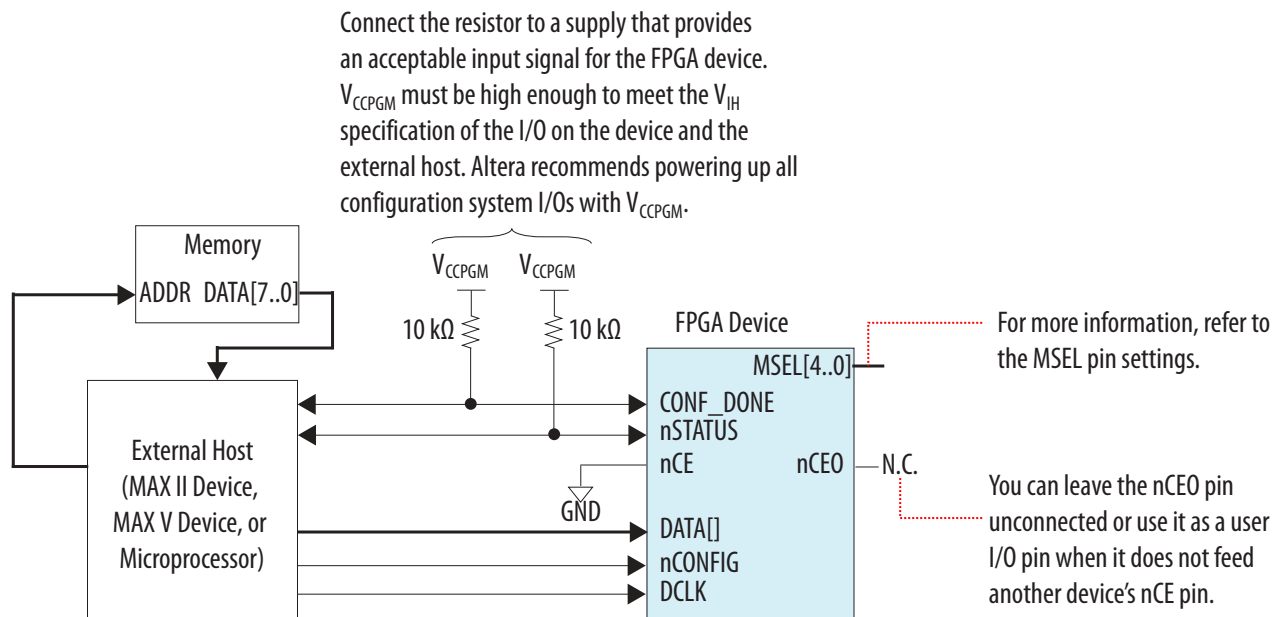 Connect the resistor to a supply that provides
an acceptable input signal for the FPGA device.
VCCPGM must be high enough to meet the VIH
specification of the I/O on the device and the
external host. Altera recommends powering up all
configuration system I/Os with VCCPGM.
Memory
ADDR DATA[7..0]
VCCPGM VCCPGM
10 kΩ 10 kΩ
FPGA Device
MSEL[4..0]
For more information, refer to
the MSEL pin settings.
External Host
(MAX II Device,
MAX V Device, or
Microprocessor)
CONF_DONE
nSTATUS
nCE nCEO N.C.
GND
DATA[]
nCONFIG
DCLK
You can leave the nCEO pin
unconnected or use it as a user
I/O pin when it does not feed
another device's nCE pin.